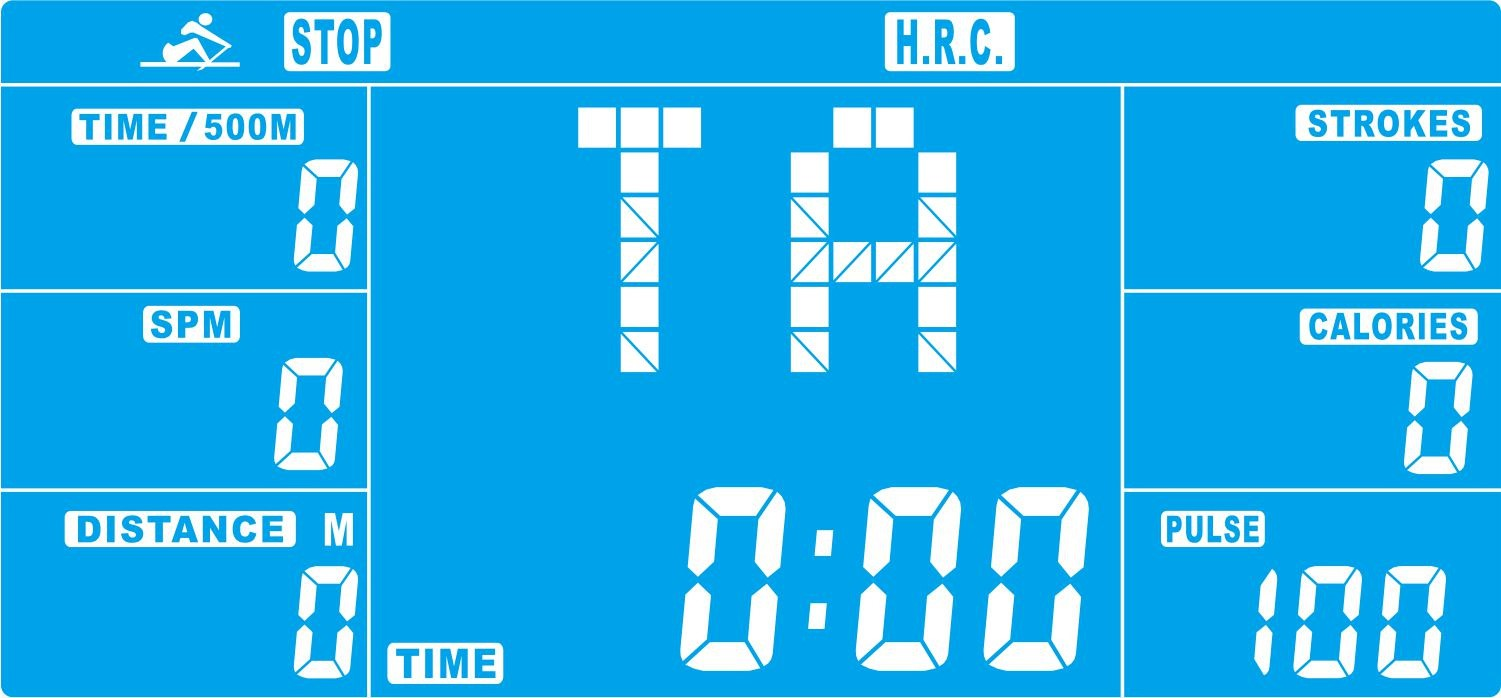 STOP H.R.C.
TIME / 500M
0
SPM
0
DISTANCE M
0
TA
0:00
TIME
STROKES
0
CALORIES
0
PULSE
100